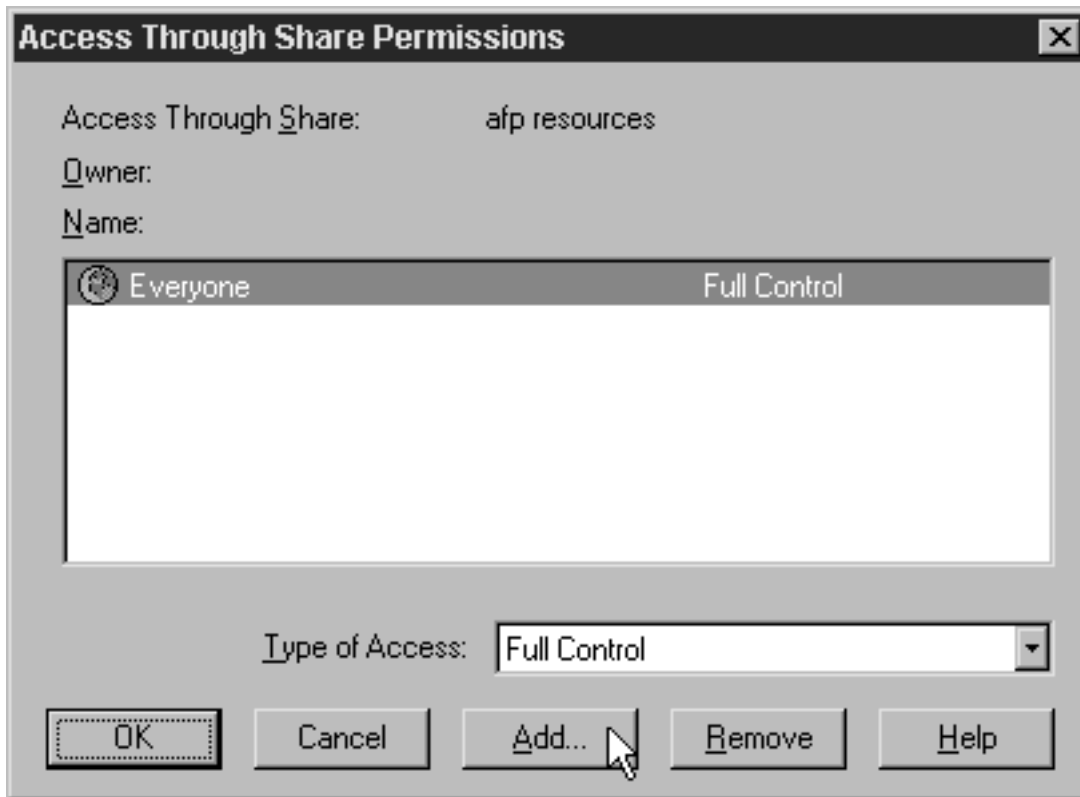 Access Through Share Permissions
Access Through Share: afp resources
Owner:
Name:
Everyone Full Control
Type of Access: Full Control
OK Cancel Add... Remove Help